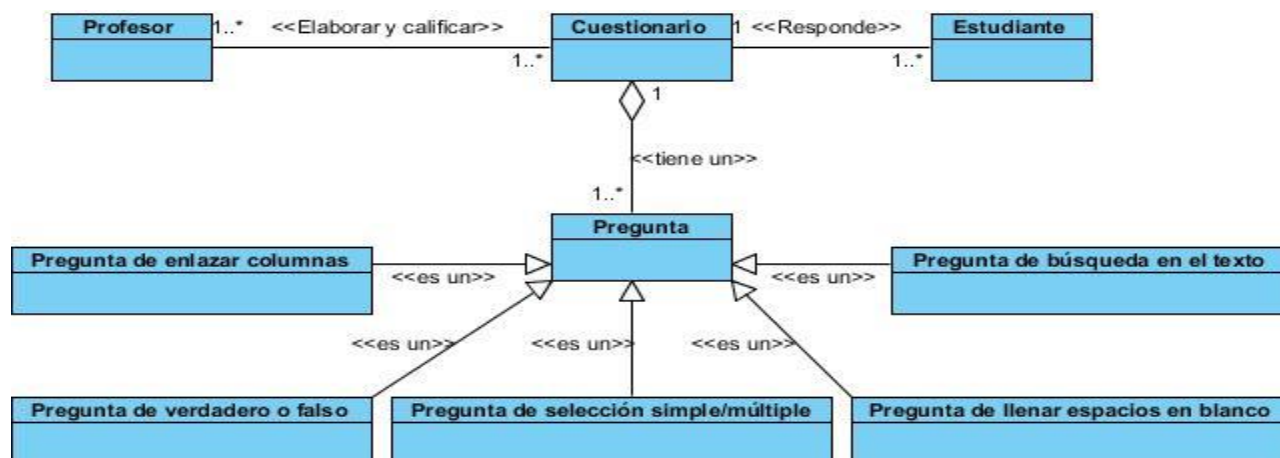 Profesor
1..*
<<Elaborar y calificar>>
Cuestionario
1
<<Responde>>
Estudiante
1..*
1..*
1
<<tiene un>>
1..*
Pregunta
Pregunta de enlazar columnas
<<es un>>
<<es un>>
Pregunta de búsqueda en el texto
<<es un>>
<<es un>>
<<es un>>
Pregunta de verdadero o falso
Pregunta de selección simple/múltiple
Pregunta de llenar espacios en blanco